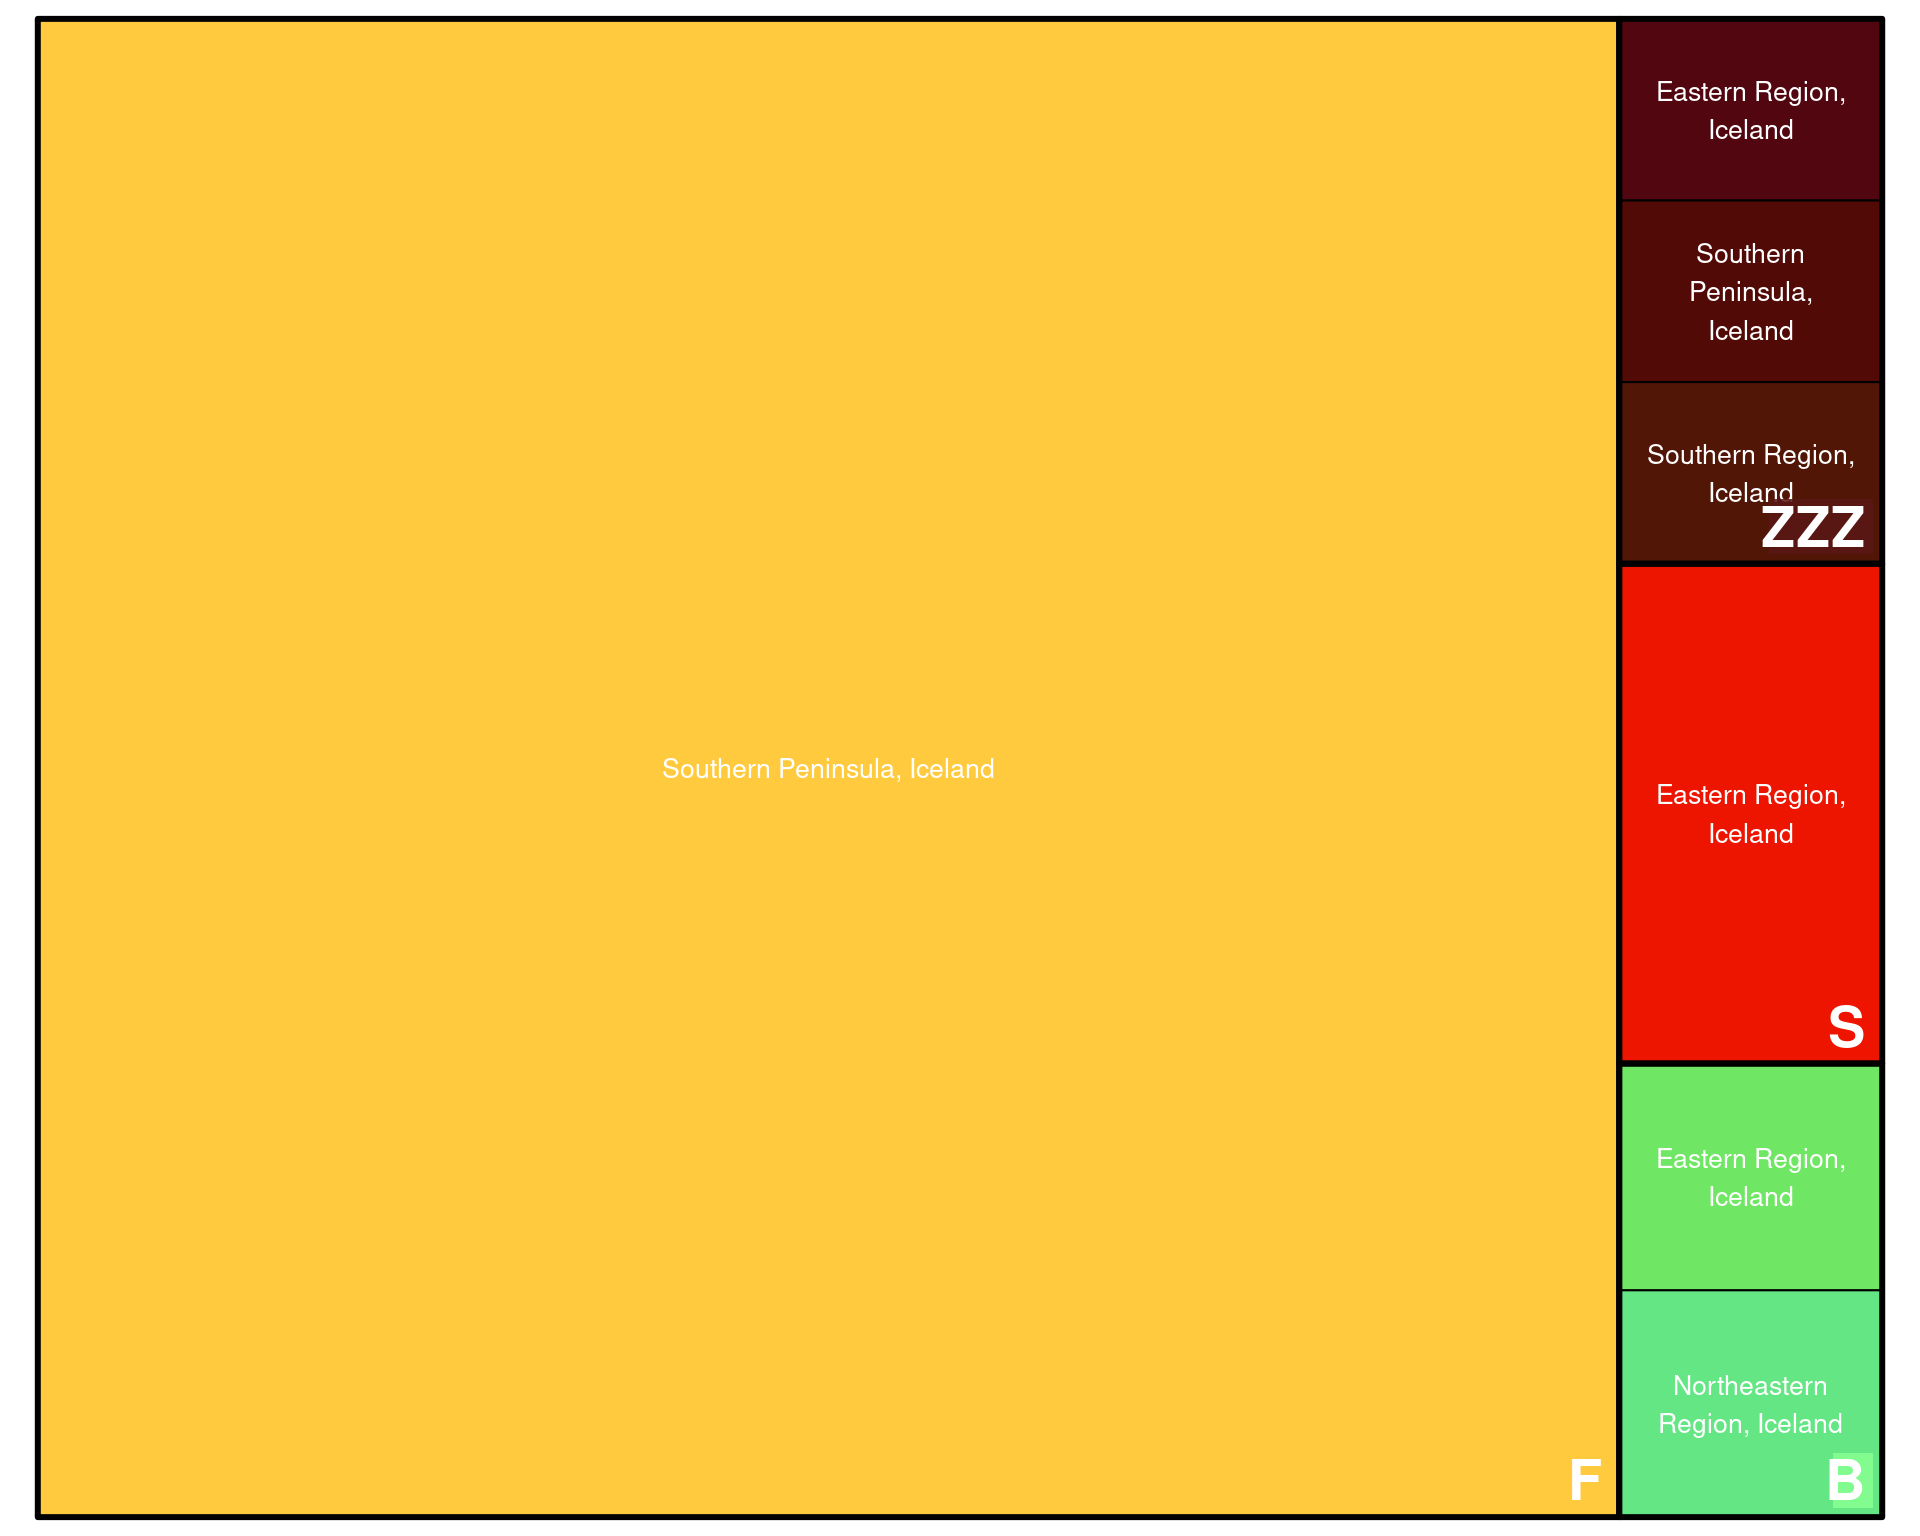 Southern Peninsula, Iceland
F
Eastern Region,
Iceland
Southern
Peninsula,
Iceland
Southern Region,
Iceland
ZZZ
Eastern Region,
Iceland
S
Eastern Region,
Iceland
Northeastern
Region, Iceland
B